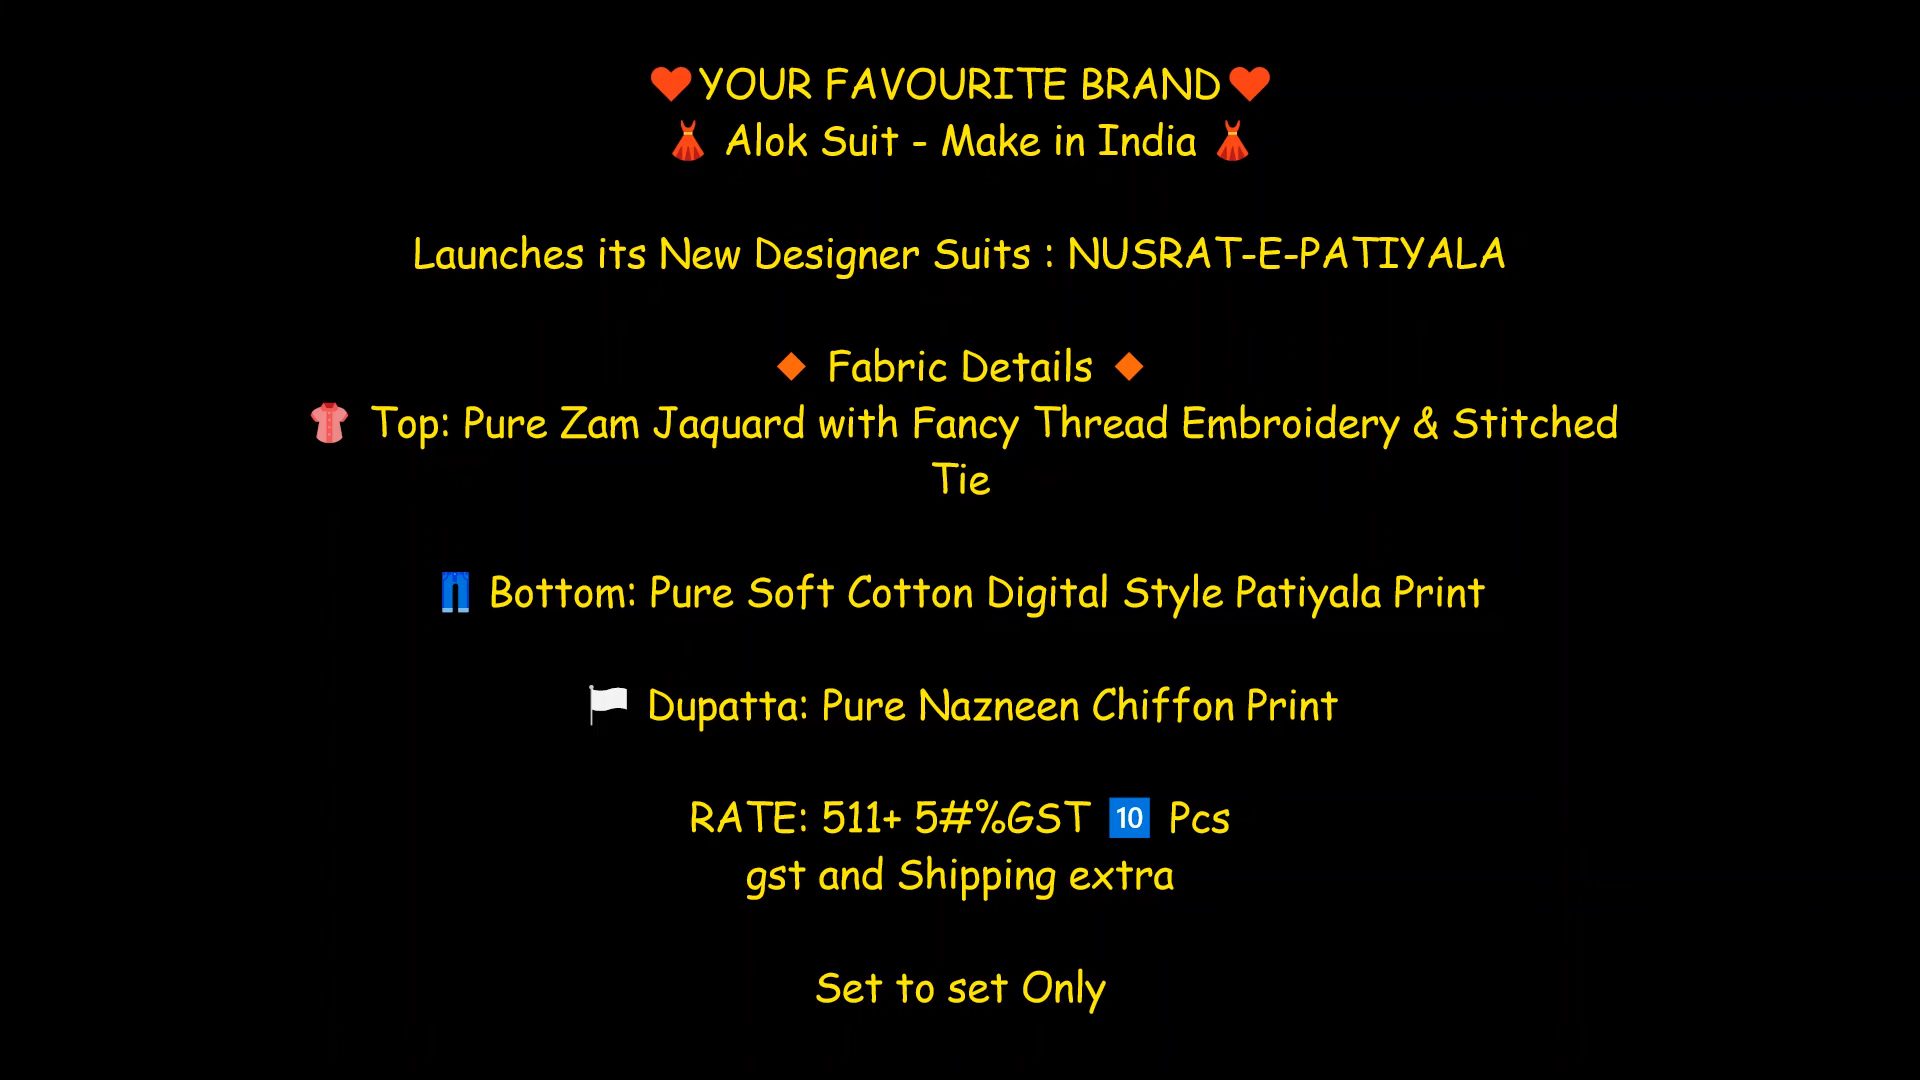 ❤YOUR FAVOURITE BRAND❤
👗 Alok Suit - Make in India 👗
Launches its New Designer Suits : NUSRAT-E-PATIYALA
🔶 Fabric Details 🔶
👚 Top: Pure Zam Jaquard with Fancy Thread Embroidery & Stitched
Tie
👖 Bottom: Pure Soft Cotton Digital Style Patiyala Print
🏳 Dupatta: Pure Nazneen Chiffon Print
RATE: 511+ 5#%GST 🔟 Pcs
gst and Shipping extra
Set to set Only